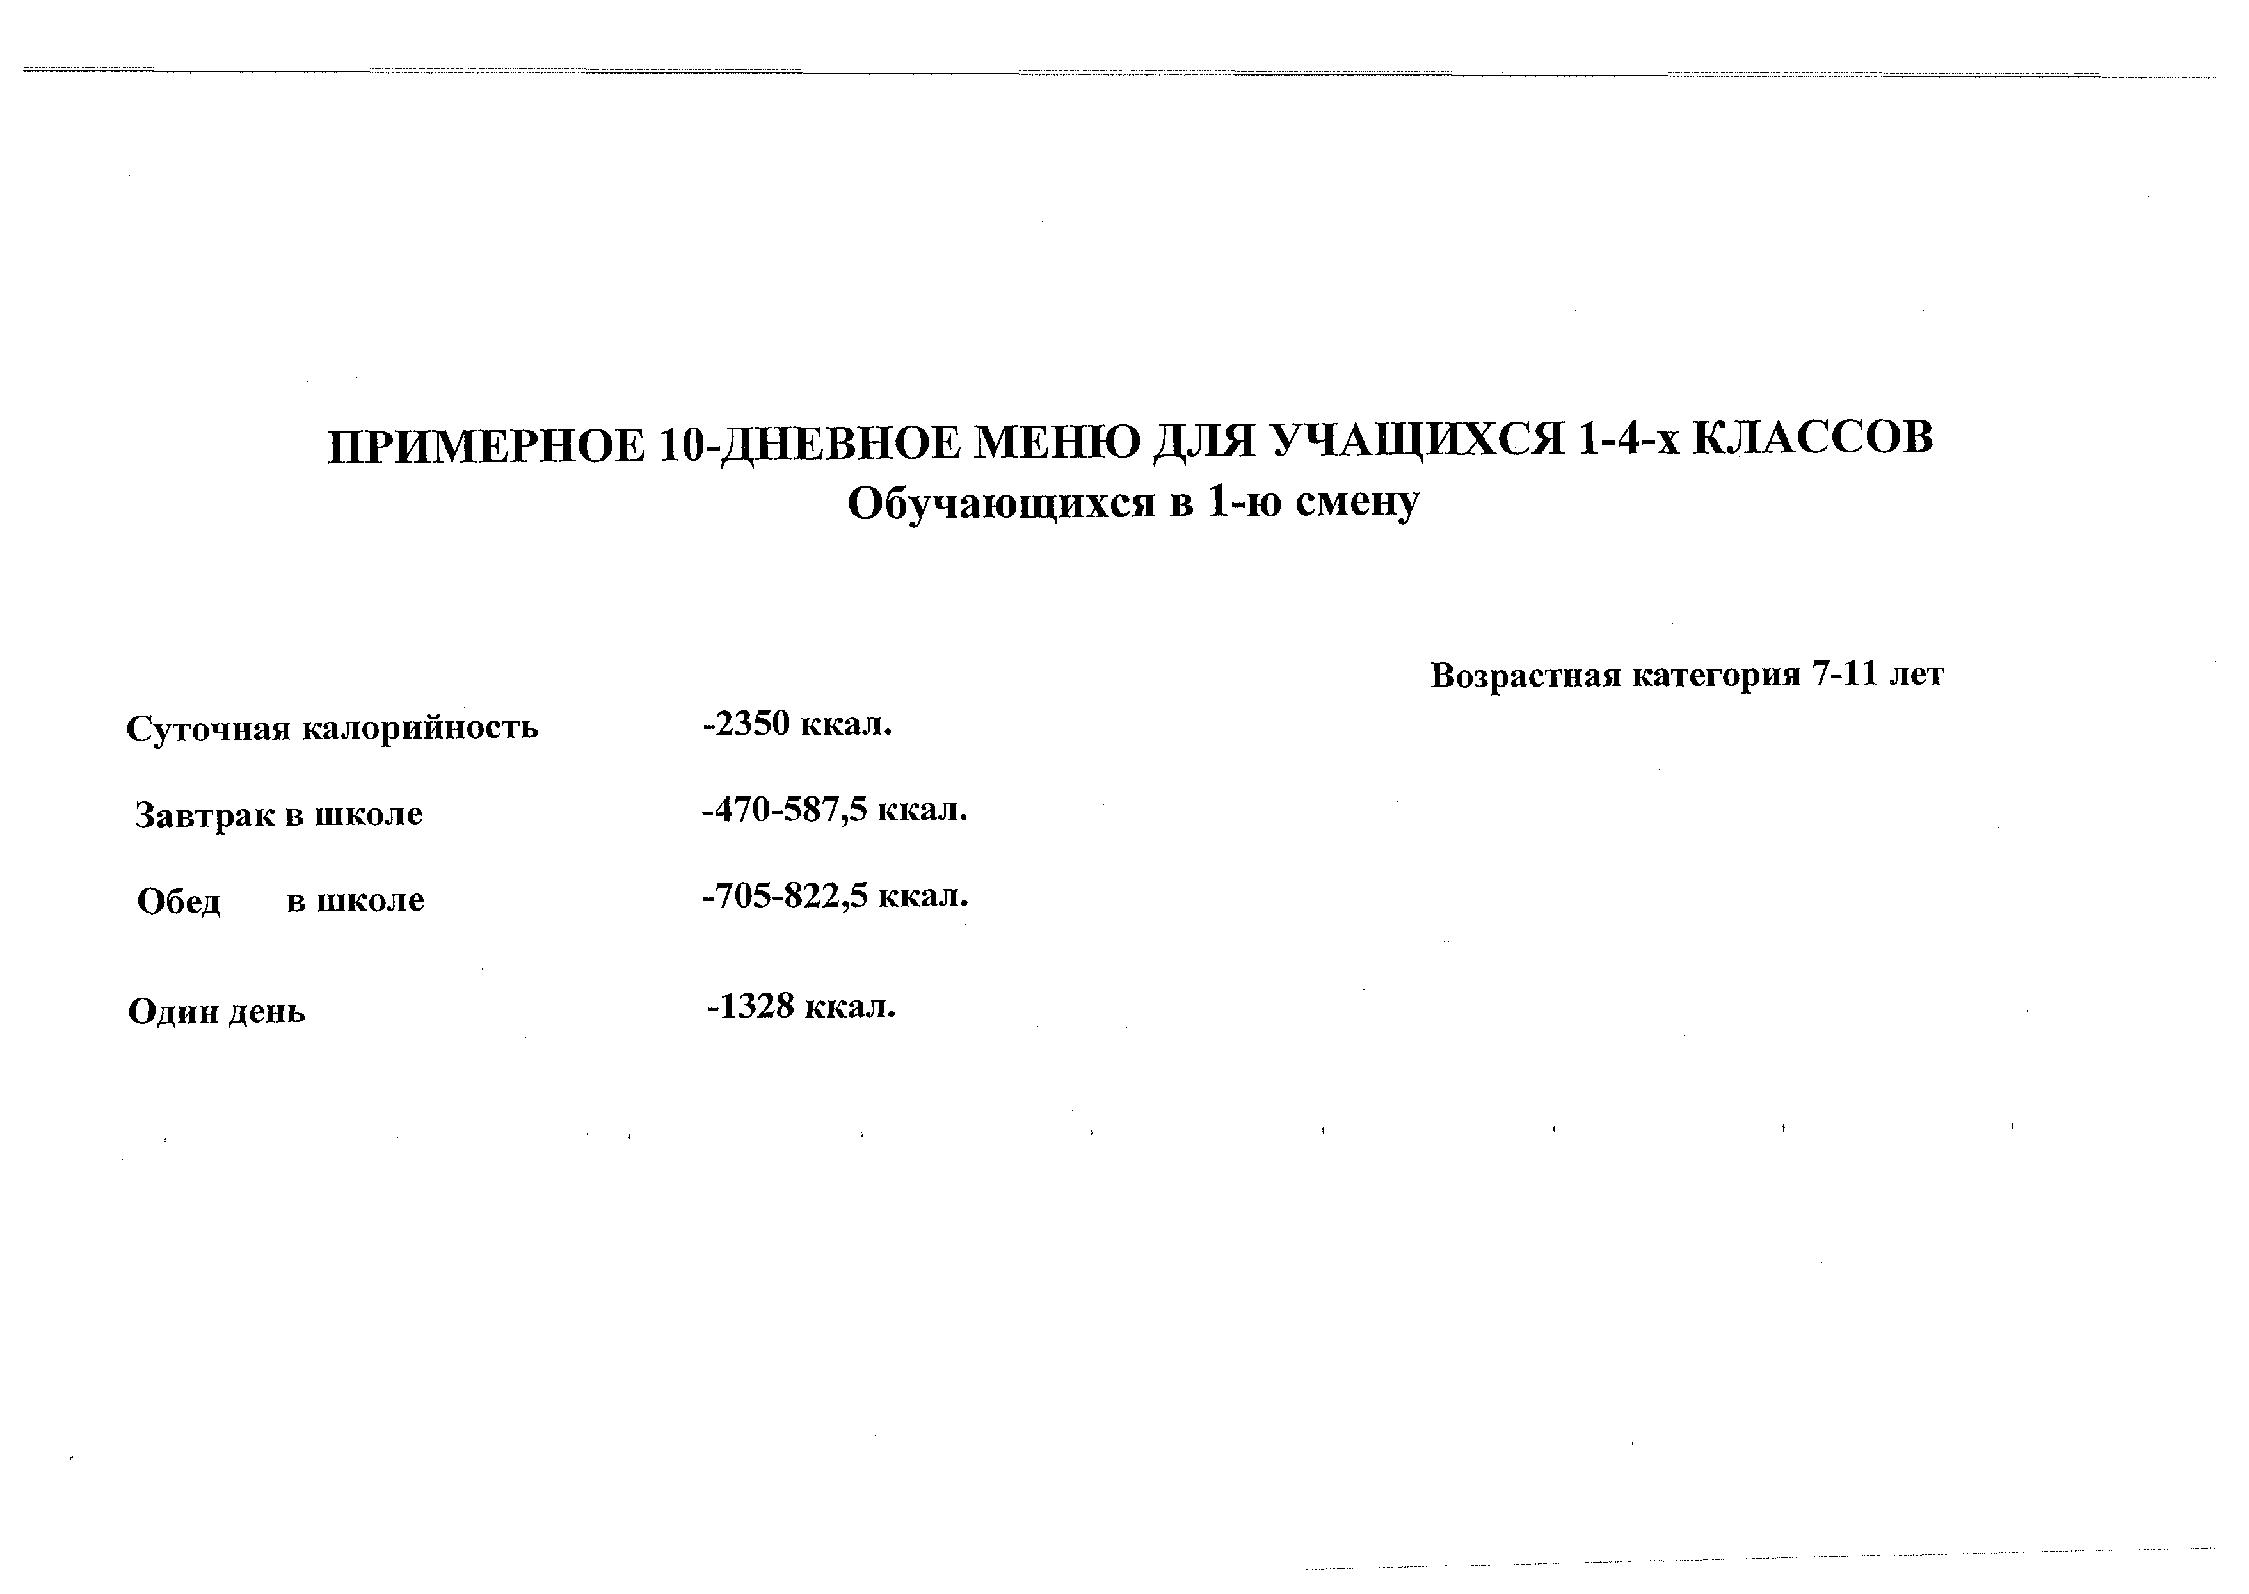 ПРИМЕРНОЕ 10-ДНЕВНОЕ МЕНЮ ДЛЯ УЧАЩИХСЯ 1-4-х КЛАССОВ
Обучающихся в 1-ю смену
Возрастная категория 7-11 лет
Суточная калорийность -2350 ккал.
Завтрак в школе -470-587,5 ккал.
Обед в школе -705-822,5 ккал.
Один день -1328 ккал.